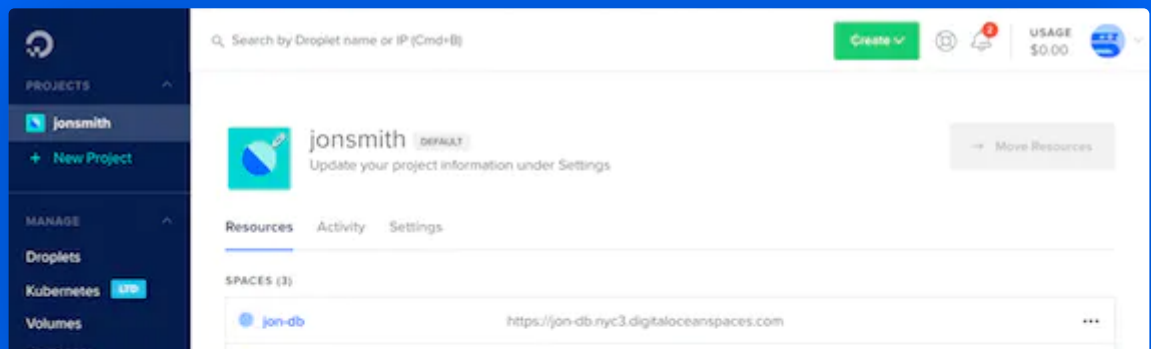 Search by Droplet name or IP (Cmd+B)
Create
2
USAGE
$0.00
PROJECTS
jonsmith
+ New Project
MANAGE
Droplets
Kubernetes LTD
Volumes
jonsmith DEFAULT
Update your project information under Settings
→ Move Resources
Resources Activity Settings
SPACES (3)
jon-db https://jon-db.nyc3.digitaloceanspaces.com ...